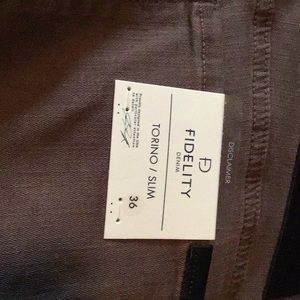 FD
FIDELITY
DENIM
TORINO / SLIM
36
DISCLAIMER